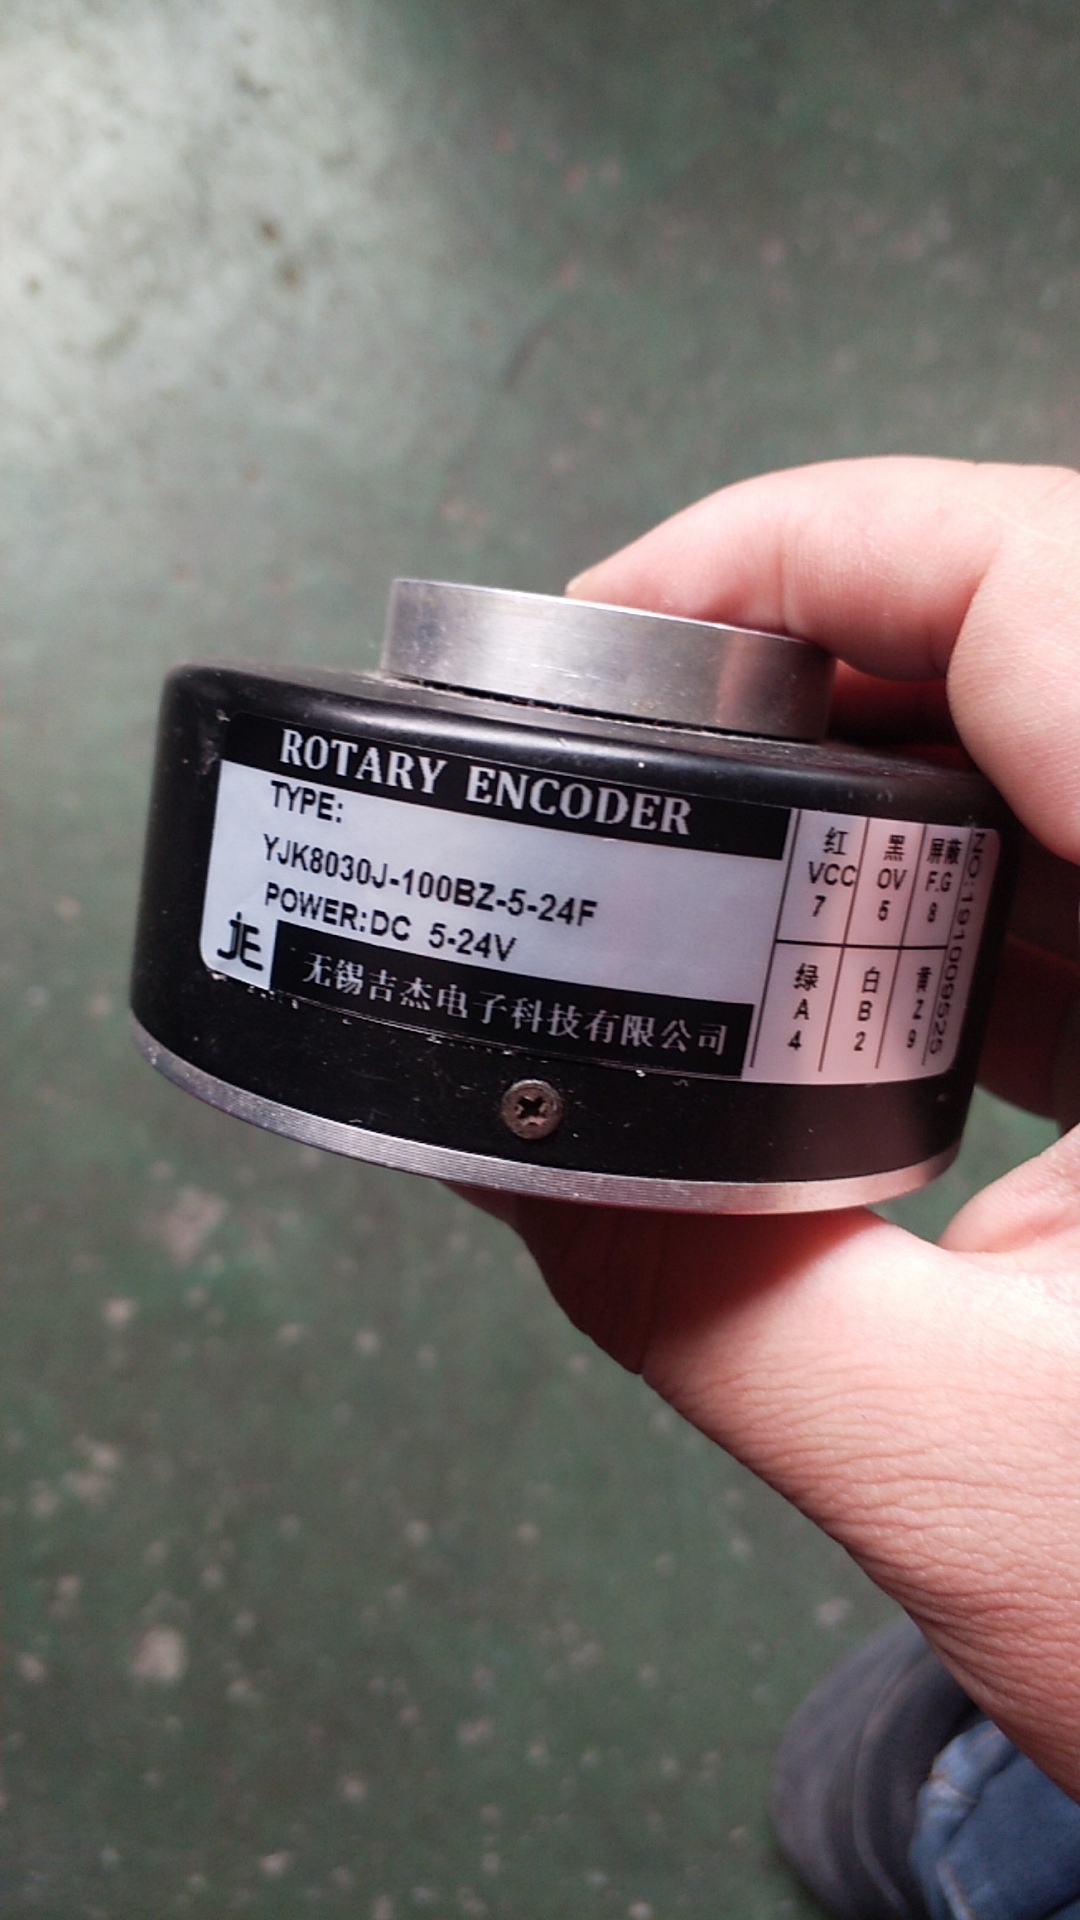 ROTARY ENCODER
TYPE:
YJK8030J-100BZ-5-24F
POWER:DC 5-24V
JE
无锡吉杰电子科技有限公司
红 黑 屏蔽
VCC 0V F.G
7 5 8
绿 白 黄
A B Z
4 2 9
NO:191009525